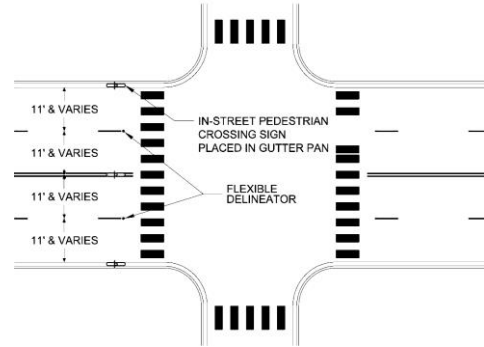 11' & VARIES
IN-STREET PEDESTRIAN
CROSSING SIGN
PLACED IN GUTTER PAN
11' & VARIES
11' & VARIES
FLEXIBLE
DELINEATOR
11' & VARIES